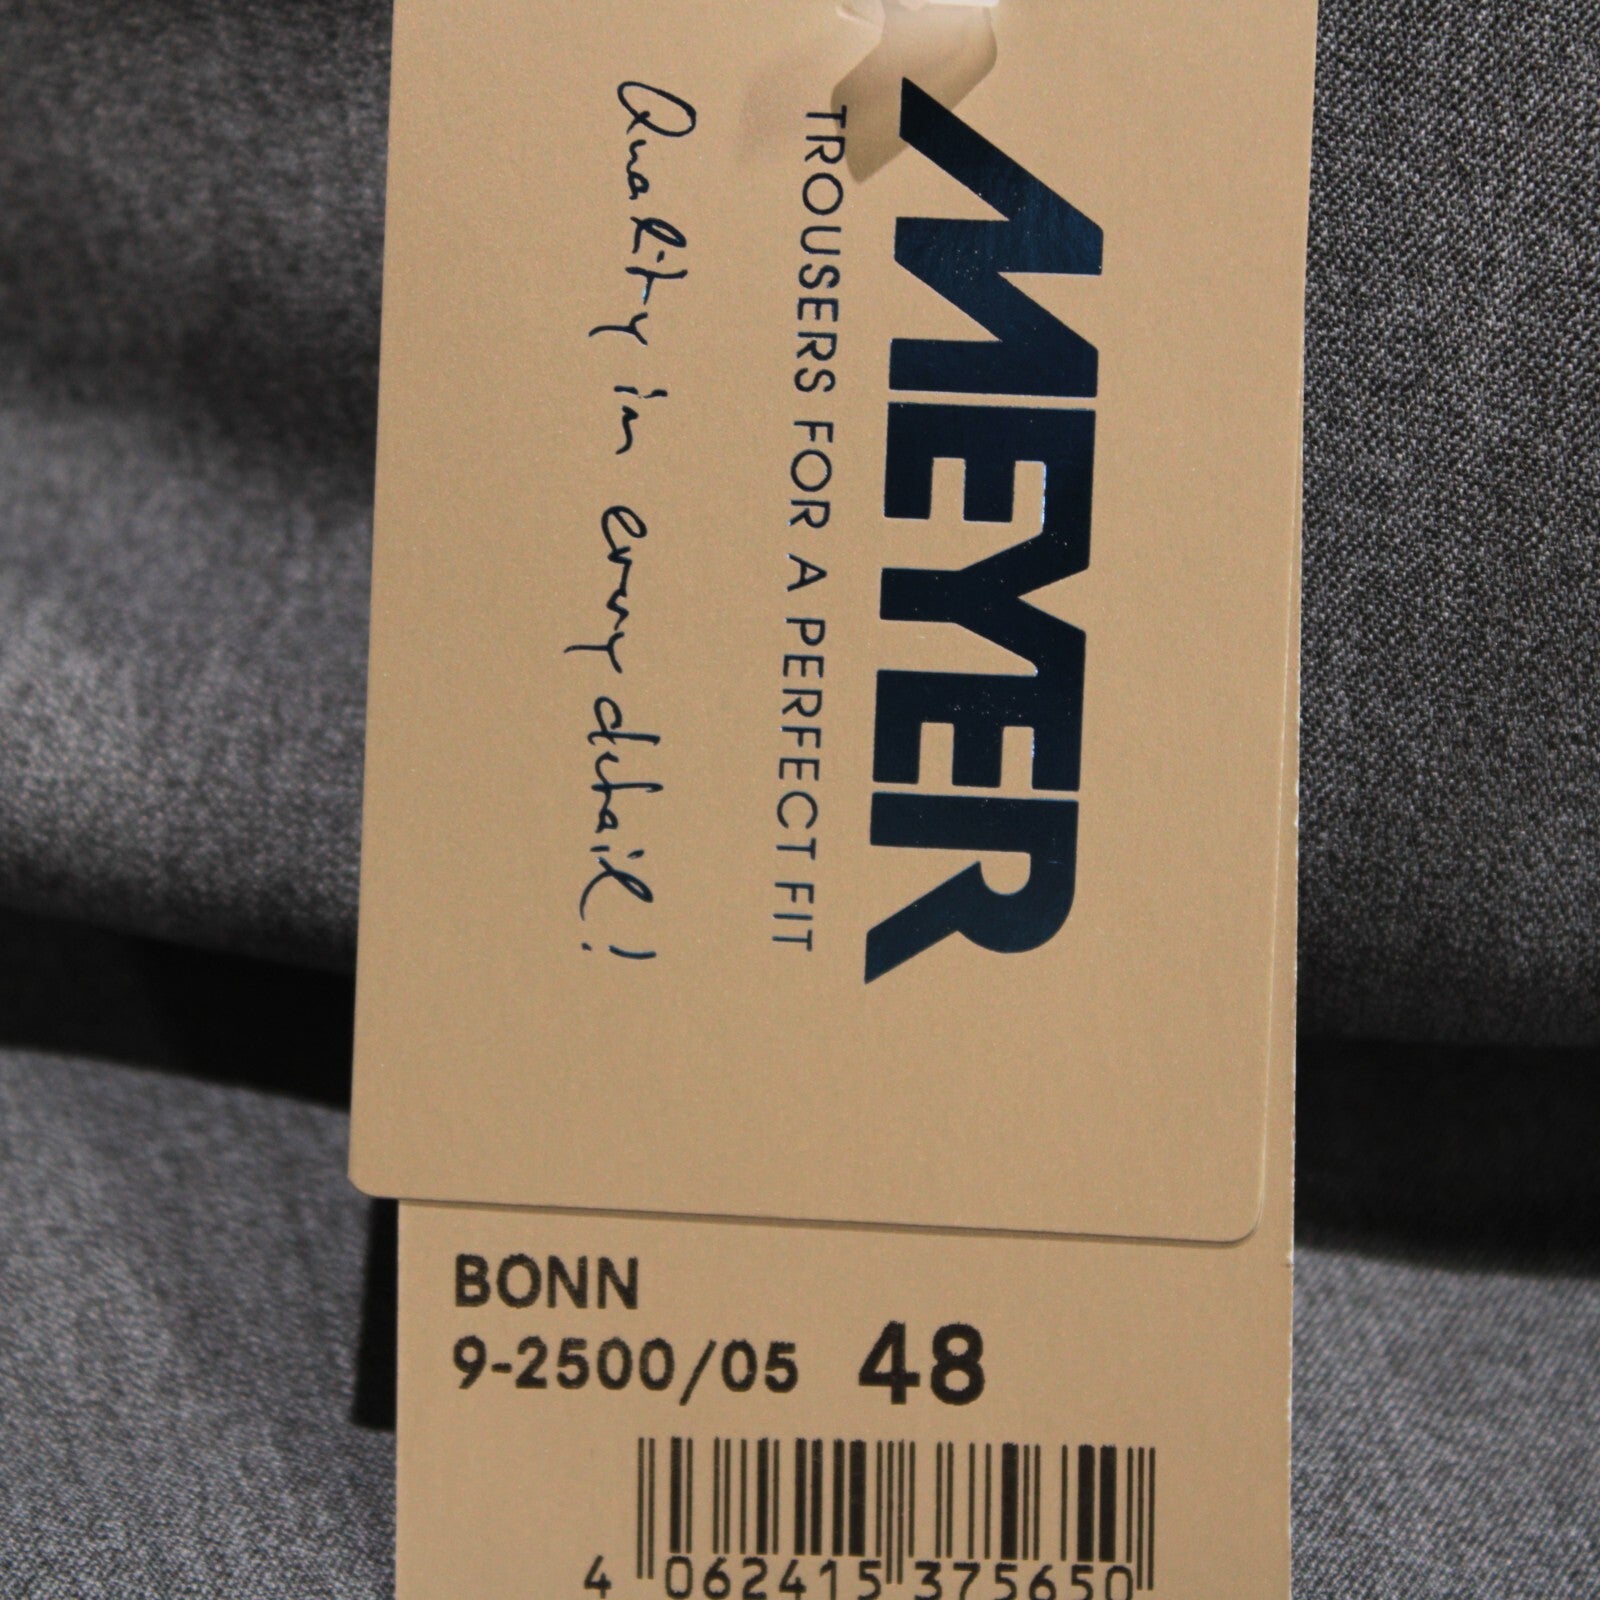 MEYER
TROUSERS FOR A PERFECT FIT
Quality in every detail!
BONN
9-2500/05 48
4 062415 375650